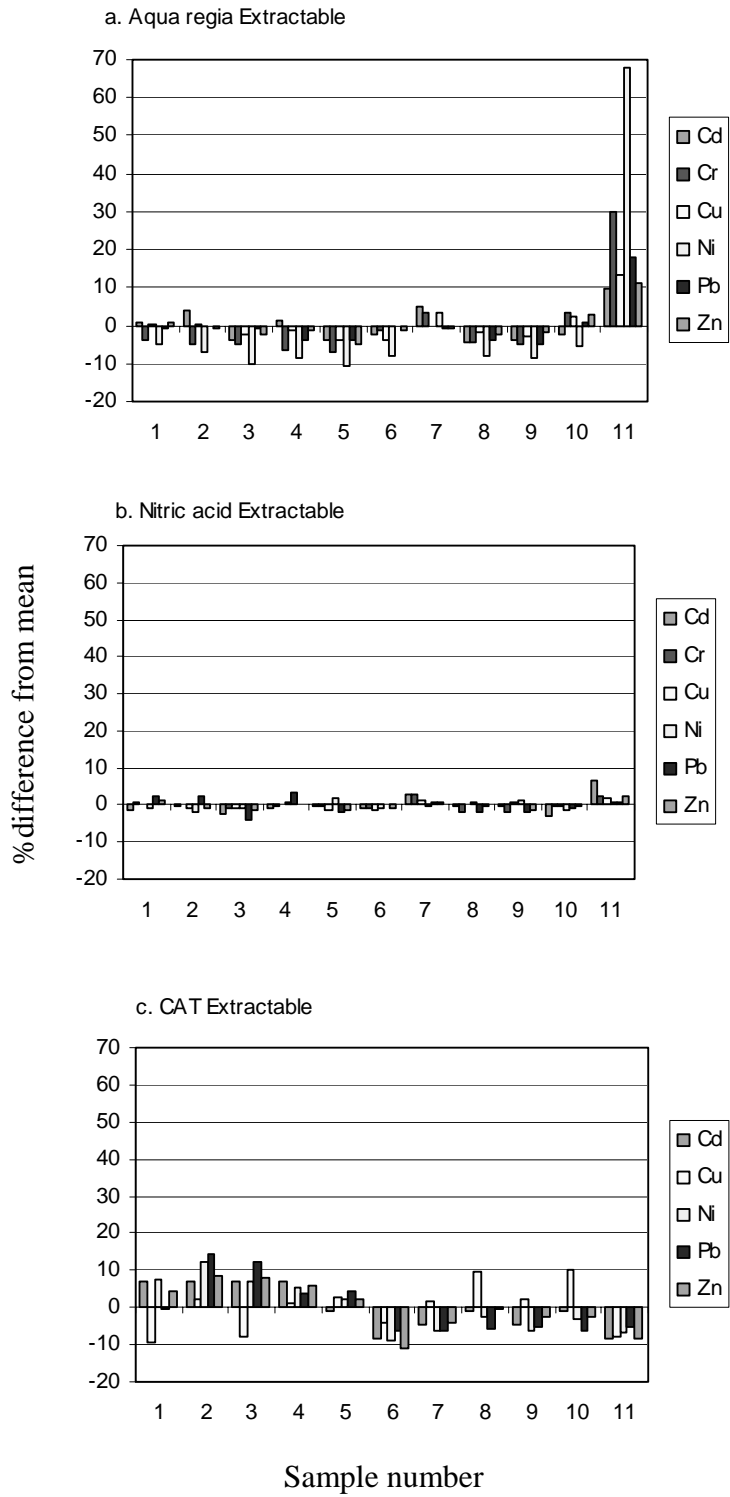 a. Aqua regia Extractable
70
60
50
40
30
20
10
0
-10
-20
1 2 3 4 5 6 7 8 9 10 11
Cd
Cr
Cu
Ni
Pb
Zn
b. Nitric acid Extractable
% difference from mean
70
60
50
40
30
20
10
0
-10
-20
1 2 3 4 5 6 7 8 9 10 11
Cd
Cr
Cu
Ni
Pb
Zn
c. CAT Extractable
70
60
50
40
30
20
10
0
-10
-20
1 2 3 4 5 6 7 8 9 10 11
Cd
Cu
Ni
Pb
Zn
Sample number